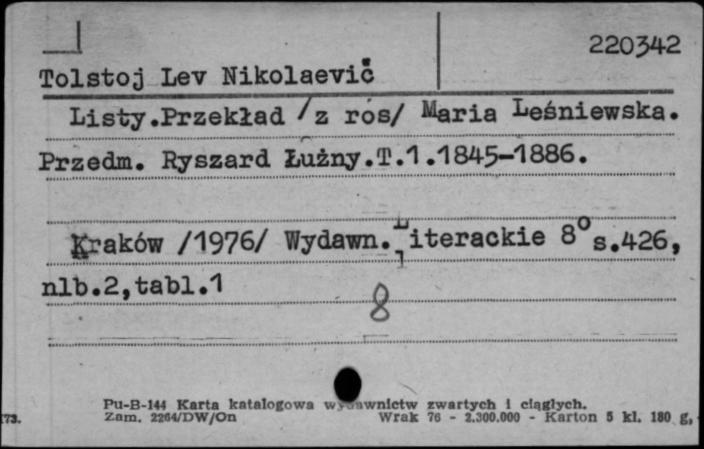 220342
Tolstoj Lev Nikolaevič
Listy.Przekład /z ros/ Maria Leśniewska.
Przedm. Ryszard Łużny.T.1.1845-1886.
Kraków /1976/ Wydawn.Literackie 8° s.426,
nlb.2,tabl.1
8
Pu-B-144 Karta katalogowa wydawnictw zwartych i ciągłych.
173. Zam. 2264/DW/On Wrak 76 - 2.300.000 - Karton 5 kl. 180 g,